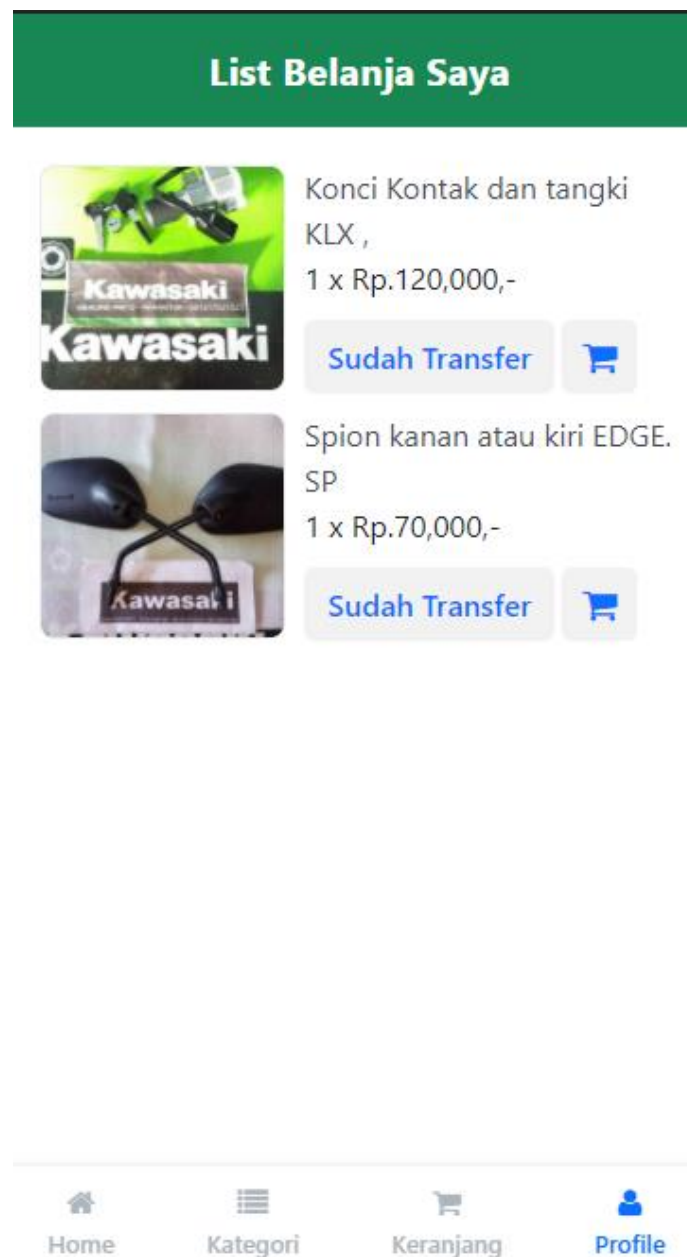 List Belanja Saya
Kawasaki
Kawasaki
Konci Kontak dan tangki
KLX ,
1 x Rp.120,000,-
Sudah Transfer
Kawasaki
Spion kanan atau kiri EDGE.
SP
1 x Rp.70,000,-
Sudah Transfer
Home Kategori Keranjang Profile